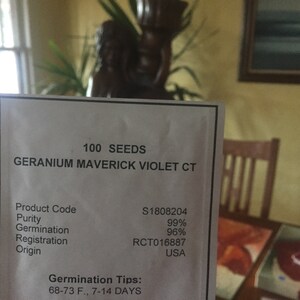 100 SEEDS
GERANIUM MAVERICK VIOLET CT
Product Code S1808204
Purity 99%
Germination 96%
Registration RCT016887
Origin USA
Germination Tips:
68-73 F., 7-14 DAYS